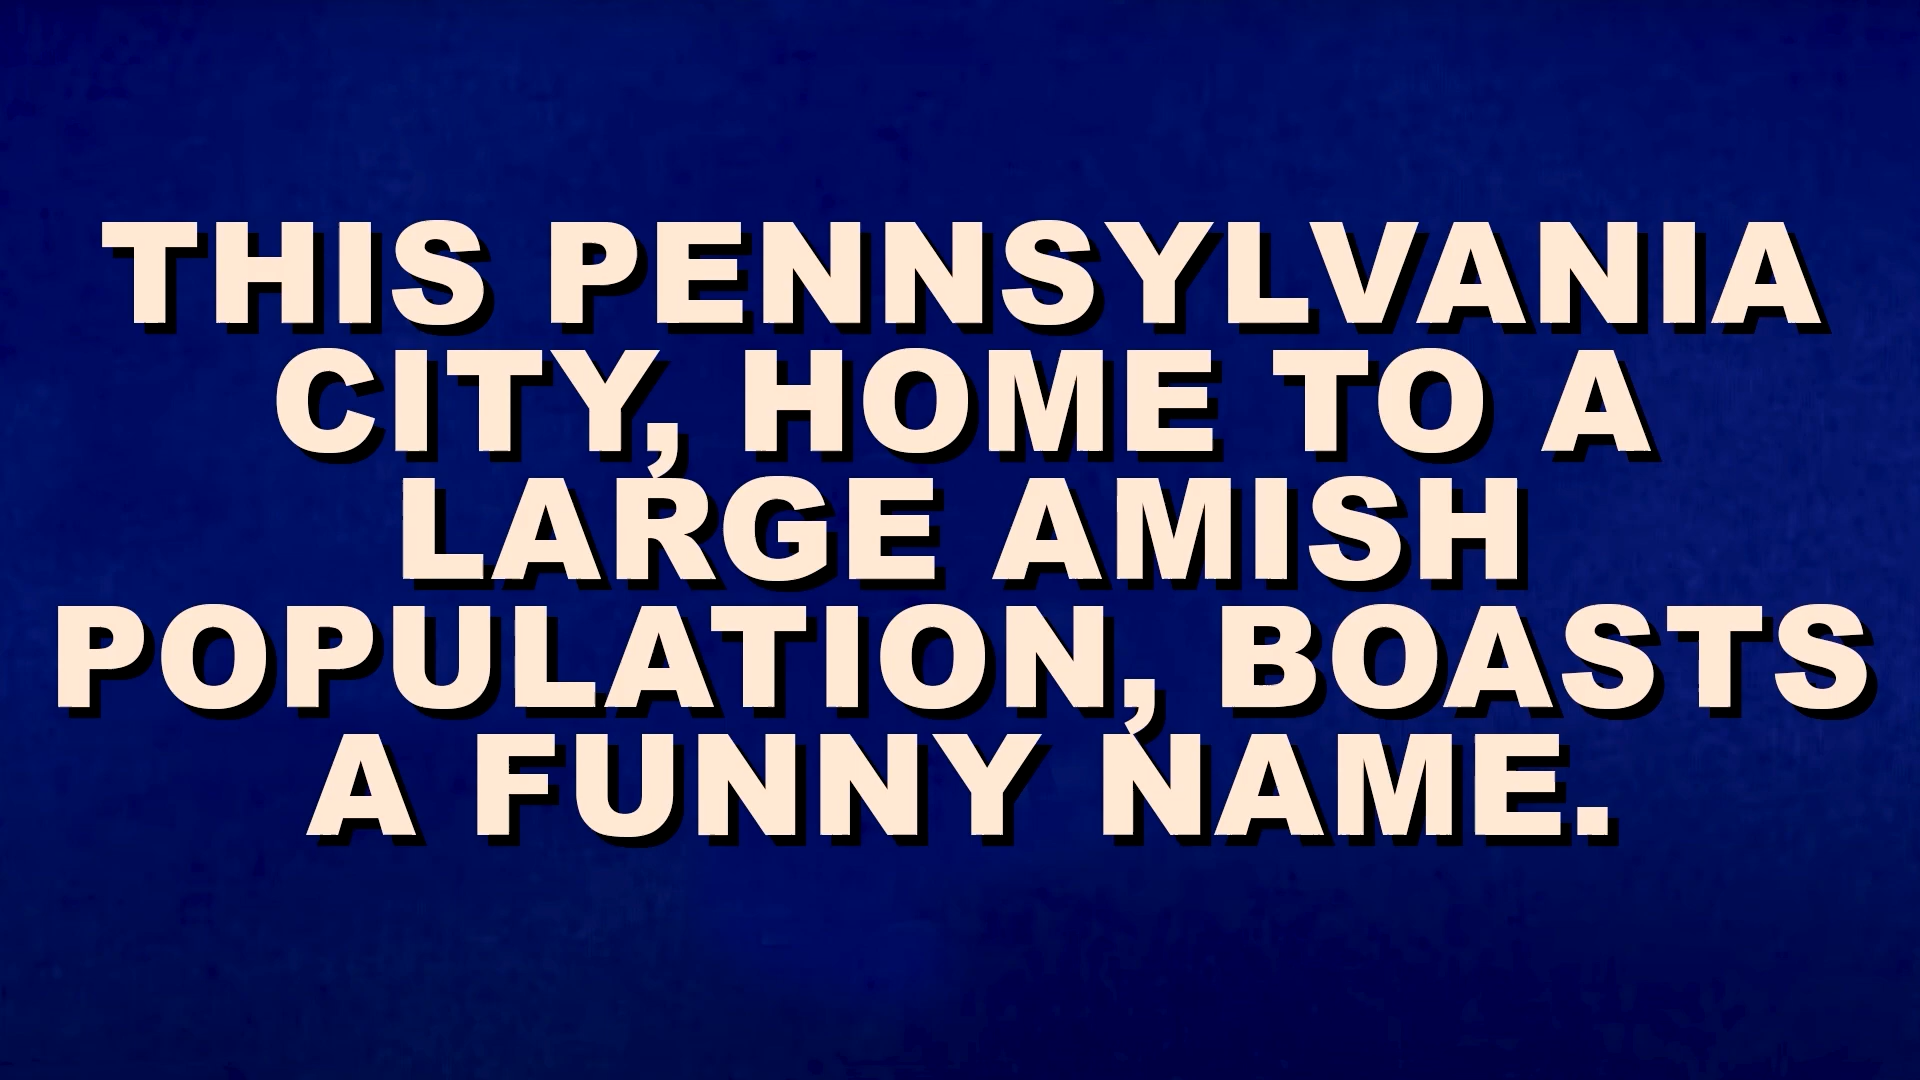 THIS PENNSYLVANIA
CITY, HOME TO A
LARGE AMISH
POPULATION, BOASTS
A FUNNY NAME.